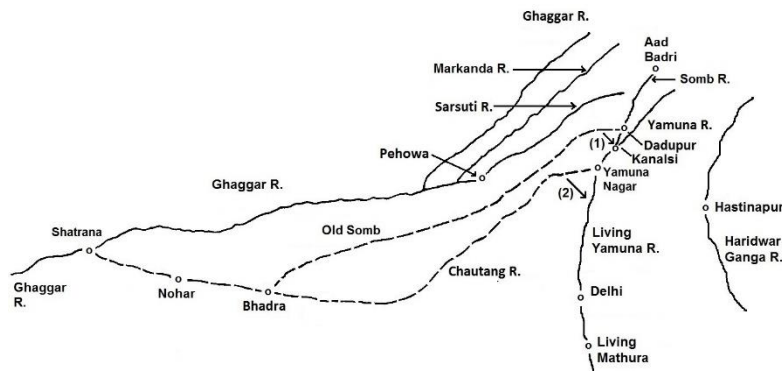 Ghaggar R.
Aad
Badri
Markanda R.
Somb R.
Sarsuti R.
Yamuna R.
(1)
Dadupur
Pehowa
Kanalsi
Yamuna
Nagar
Ghaggar R.
(2)
Hastinapur
Shatrana
Old Somb
Living
Yamuna R.
Haridwar
Ganga R.
Chautang R.
Ghaggar
R.
Nohar
Bhadra
Delhi
Living
Mathura